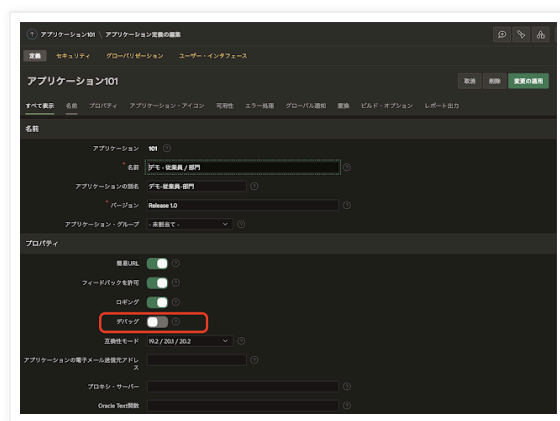 アプリケーション101 \ アプリケーション定義の編集
定義 セキュリティ グローバリゼーション ユーザー・インタフェース
アプリケーション101
取消 削除 変更の適用
すべて表示 名前 プロパティ アプリケーション・アイコン 可用性 エラー処理 グローバル通知 置換 ビルド・オプション レポート出力
名前
アプリケーション 101
* 名前 デモ - 従業員 / 部門
アプリケーションの別名 デモ-従業員-部門
* バージョン Release 1.0
アプリケーション・グループ - 未割当て -
プロパティ
簡易URL
フィードバックを許可
ロギング
デバッグ
互換性モード 19.2 / 20.1 / 20.2
アプリケーションの電子メール送信元アドレ
ス
プロキシ・サーバー
Oracle Text関数